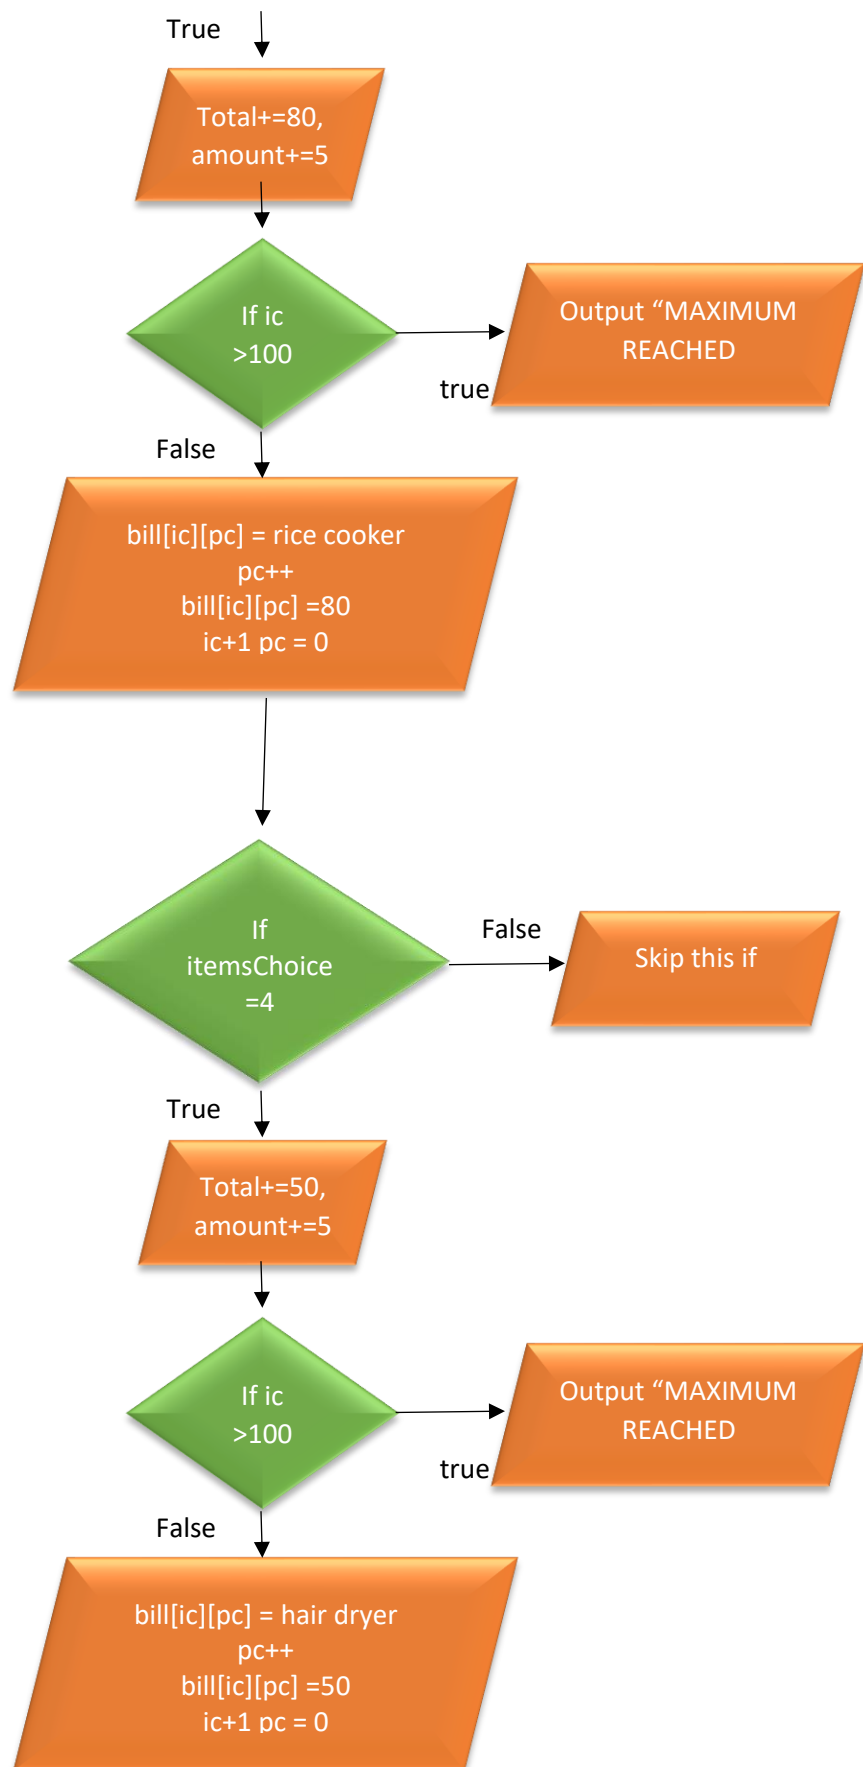 True
Total+=80,
amount+=5
If ic
>100
Output “MAXIMUM
REACHED
true
False
bill[ic][pc] = rice cooker
pc++
bill[ic][pc] =80
ic+1 pc = 0
If
itemsChoice
=4
False
Skip this if
True
Total+=50,
amount+=5
If ic
>100
Output “MAXIMUM
REACHED
true
False
bill[ic][pc] = hair dryer
pc++
bill[ic][pc] =50
ic+1 pc = 0